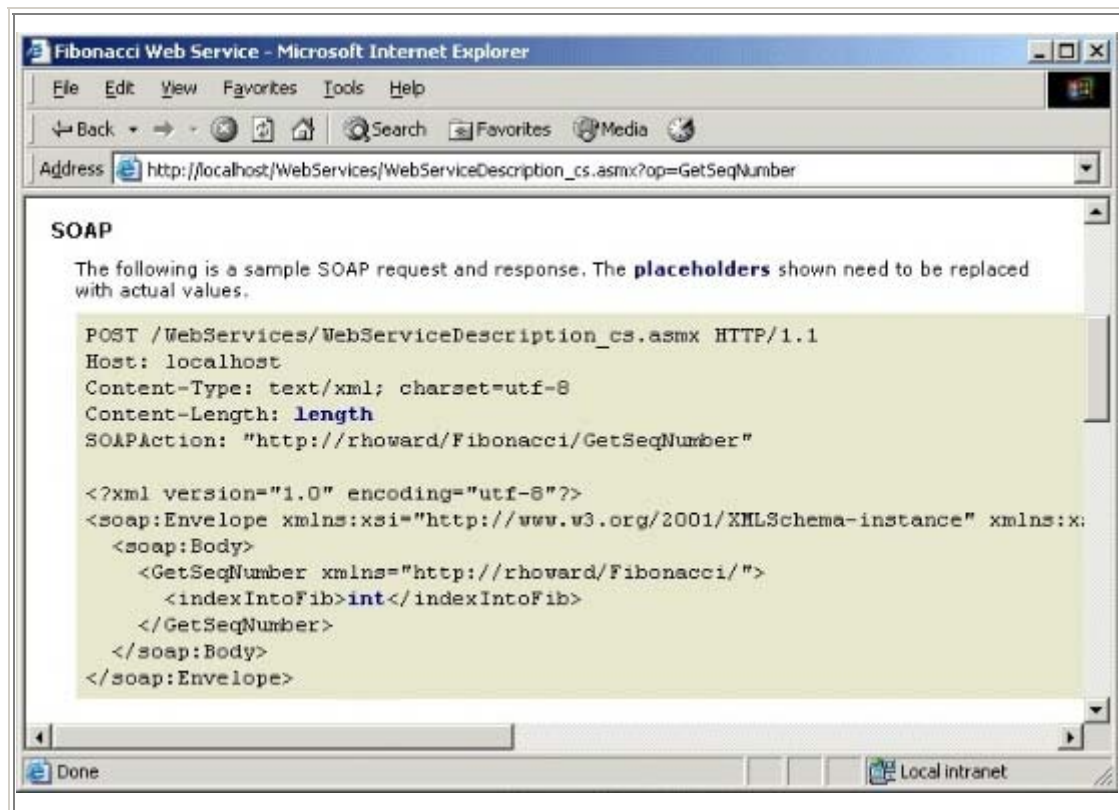 Fibonacci Web Service - Microsoft Internet Explorer
File Edit View Favorites Tools Help
Back Search Favorites Media
Address http://localhost/WebServices/WebServiceDescription_cs.asmx?op=GetSeqNumber
SOAP
The following is a sample SOAP request and response. The placeholders shown need to be replaced
with actual values.
POST /WebServices/WebServiceDescription_cs.asmx HTTP/1.1
Host: localhost
Content-Type: text/xml; charset=utf-8
Content-Length: length
SOAPAction: "http://rhoward/Fibonacci/GetSeqNumber"
<?xml version="1.0" encoding="utf-8"?>
<soap:Envelope xmlns:xsi="http://www.w3.org/2001/XMLSchema-instance" xmlns:x
<soap:Body>
<GetSeqNumber xmlns="http://rhoward/Fibonacci/">
<indexIntoFib>int</indexIntoFib>
</GetSeqNumber>
</soap:Body>
</soap:Envelope>
Done Local intranet